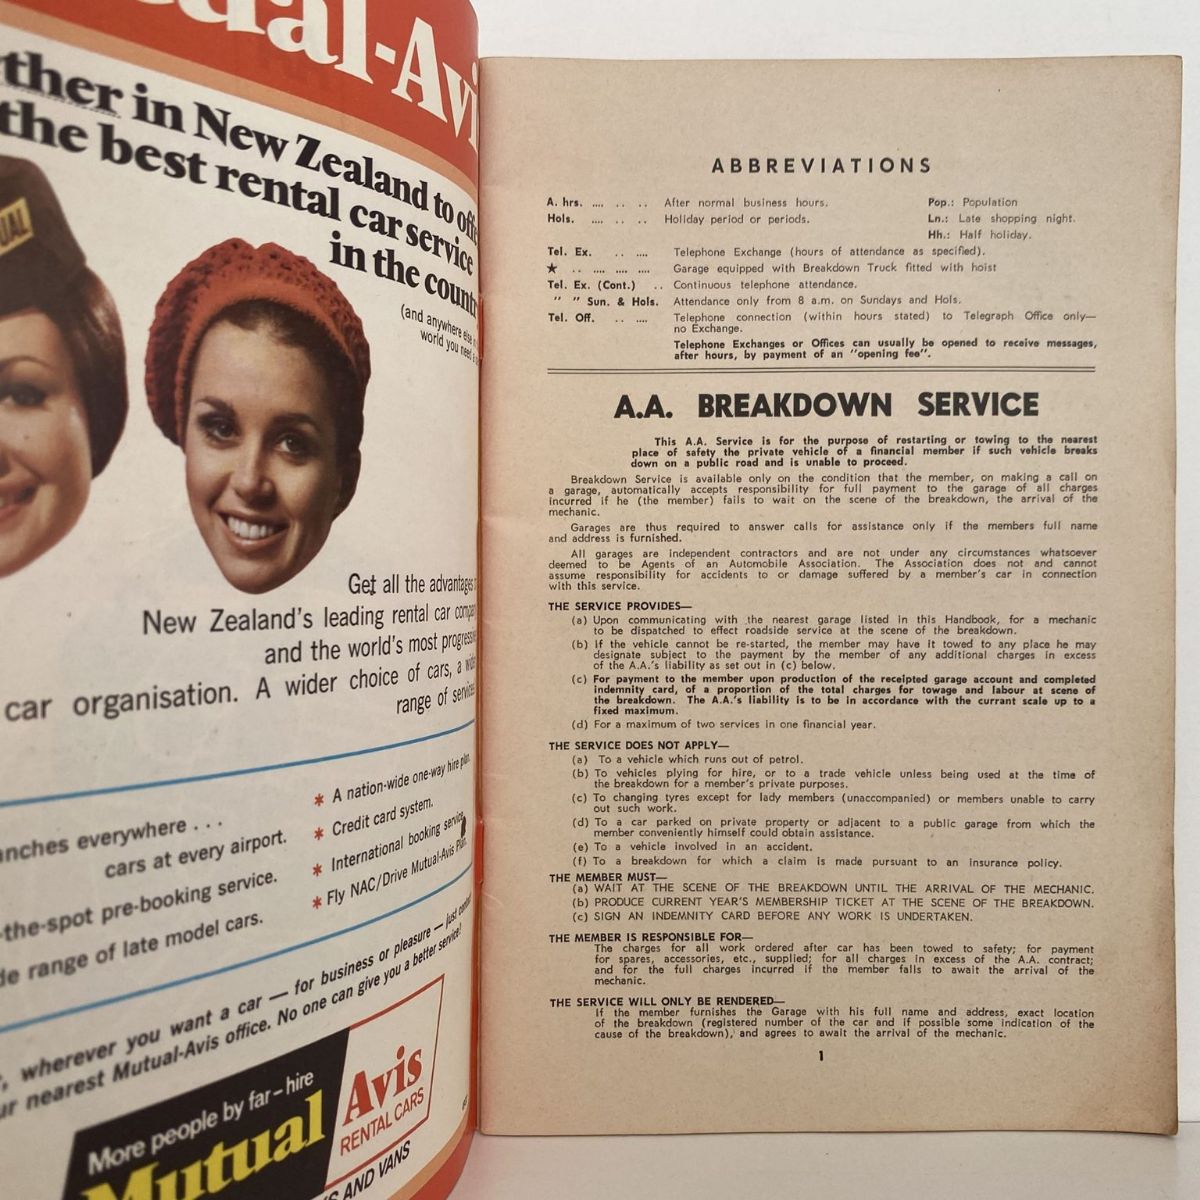 Mutual-Avi
ther in New Zealand to off
the best rental car service
in the count
(and anywhere else
world you need
UAL
Get all the advantages
New Zealand's leading rental car comp
and the world's most progress
car organisation. A wider choice of cars, a wide
range of services
anches everywhere . . .
cars at every airport.
-the-spot pre-booking service.
de range of late model cars.
* A nation-wide one-way hire plan.
* Credit card system.
* International booking service
* Fly NAC/Drive Mutual-Avis Plan.
, wherever you want a car — for business or pleasure — just contact
ur nearest Mutual-Avis office. No one can give you a better service!
More people by far-hire
Mutual
Avis
RENTAL CARS
S AND VANS
ABBREVIATIONS
A. hrs. .... .. .. After normal business hours. Pop.: Population
Hols. .... .. .. Holiday period or periods. Ln.: Late shopping night.
Hh.: Half holiday.
Tel. Ex. .. .... Telephone Exchange (hours of attendance as specified).
★ .. .... .... .... Garage equipped with Breakdown Truck fitted with hoist
Tel. Ex. (Cont.) .. Continuous telephone attendance.
" " Sun. & Hols. Attendance only from 8 a.m. on Sundays and Hols.
Tel. Off. .. .... Telephone connection (within hours stated) to Telegraph Office only—
no Exchange.
Telephone Exchanges or Offices can usually be opened to receive messages,
after hours, by payment of an "opening fee".
A.A. BREAKDOWN SERVICE
This A.A. Service is for the purpose of restarting or towing to the nearest
place of safety the private vehicle of a financial member if such vehicle breaks
down on a public road and is unable to proceed.
Breakdown Service is available only on the condition that the member, on making a call on
a garage, automatically accepts responsibility for full payment to the garage of all charges
incurred if he (the member) fails to wait on the scene of the breakdown, the arrival of the
mechanic.
Garages are thus required to answer calls for assistance only if the members full name
and address is furnished.
All garages are independent contractors and are not under any circumstances whatsoever
deemed to be Agents of an Automobile Association. The Association does not and cannot
assume responsibility for accidents to or damage suffered by a member's car in connection
with this service.
THE SERVICE PROVIDES—
(a) Upon communicating with the nearest garage listed in this Handbook, for a mechanic
to be dispatched to effect roadside service at the scene of the breakdown.
(b) If the vehicle cannot be re-started, the member may have it towed to any place he may
designate subject to the payment by the member of any additional charges in excess
of the A.A.'s liability as set out in (c) below.
(c) For payment to the member upon production of the receipted garage account and completed
indemnity card, of a proportion of the total charges for towage and labour at scene of
the breakdown. The A.A.'s liability is to be in accordance with the currant scale up to a
fixed maximum.
(d) For a maximum of two services in one financial year.
THE SERVICE DOES NOT APPLY—
(a) To a vehicle which runs out of petrol.
(b) To vehicles plying for hire, or to a trade vehicle unless being used at the time of
the breakdown for a member's private purposes.
(c) To changing tyres except for lady members (unaccompanied) or members unable to carry
out such work.
(d) To a car parked on private property or adjacent to a public garage from which the
member conveniently himself could obtain assistance.
(e) To a vehicle involved in an accident.
(f) To a breakdown for which a claim is made pursuant to an insurance policy.
THE MEMBER MUST—
(a) WAIT AT THE SCENE OF THE BREAKDOWN UNTIL THE ARRIVAL OF THE MECHANIC.
(b) PRODUCE CURRENT YEAR'S MEMBERSHIP TICKET AT THE SCENE OF THE BREAKDOWN.
(c) SIGN AN INDEMNITY CARD BEFORE ANY WORK IS UNDERTAKEN.
THE MEMBER IS RESPONSIBLE FOR—
The charges for all work ordered after car has been towed to safety; for payment
for spares, accessories, etc., supplied; for all charges in excess of the A.A. contract;
and for the full charges incurred if the member fails to await the arrival of the
mechanic.
THE SERVICE WILL ONLY BE RENDERED—
If the member furnishes the Garage with his full name and address, exact location
of the breakdown (registered number of the car and if possible some indication of the
cause of the breakdown), and agrees to await the arrival of the mechanic.
1